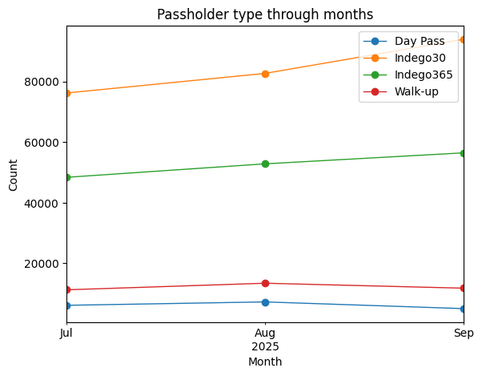 Passholder type through months
Day Pass
Indego30
Indego365
Walk-up
80000
60000
40000
20000
Count
Jul
Aug
Sep
2025
Month